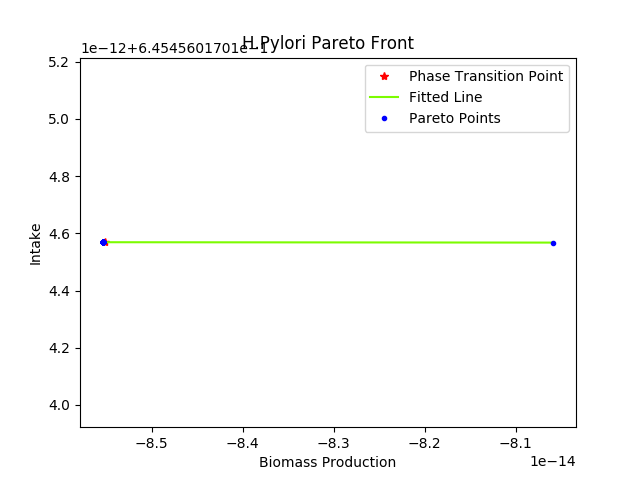 H.Pylori Pareto Front
1e−12+6.4545601701e−1
5.2
5.0
4.8
4.6
4.4
4.2
4.0
Intake
Phase Transition Point
Fitted Line
Pareto Points
−8.5 −8.4 −8.3 −8.2 −8.1
1e−14
Biomass Production